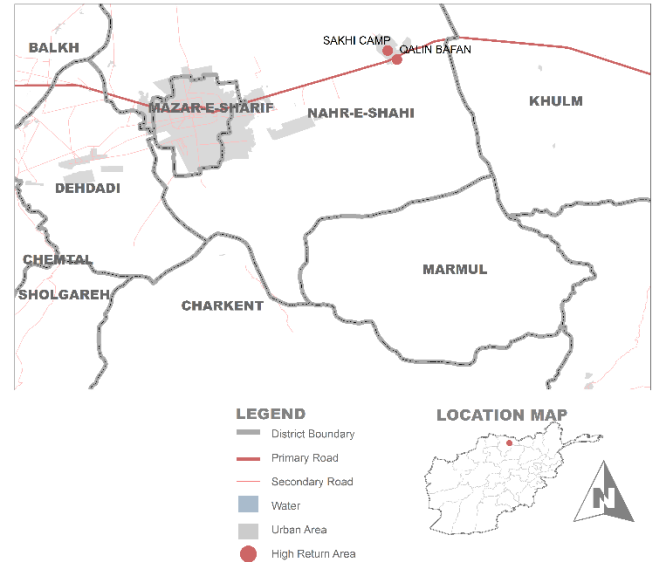 SAKHI CAMP
BALKH
QALIN BAFAN
MAZAR-E-SHARIF
NAHR-E-SHAHI
KHULM
DEHDADI
CHEMTAL
MARMUL
SHOLGAREH
CHARKENT
LEGEND
District Boundary
Primary Road
Secondary Road
Water
Urban Area
High Return Area
LOCATION MAP
N